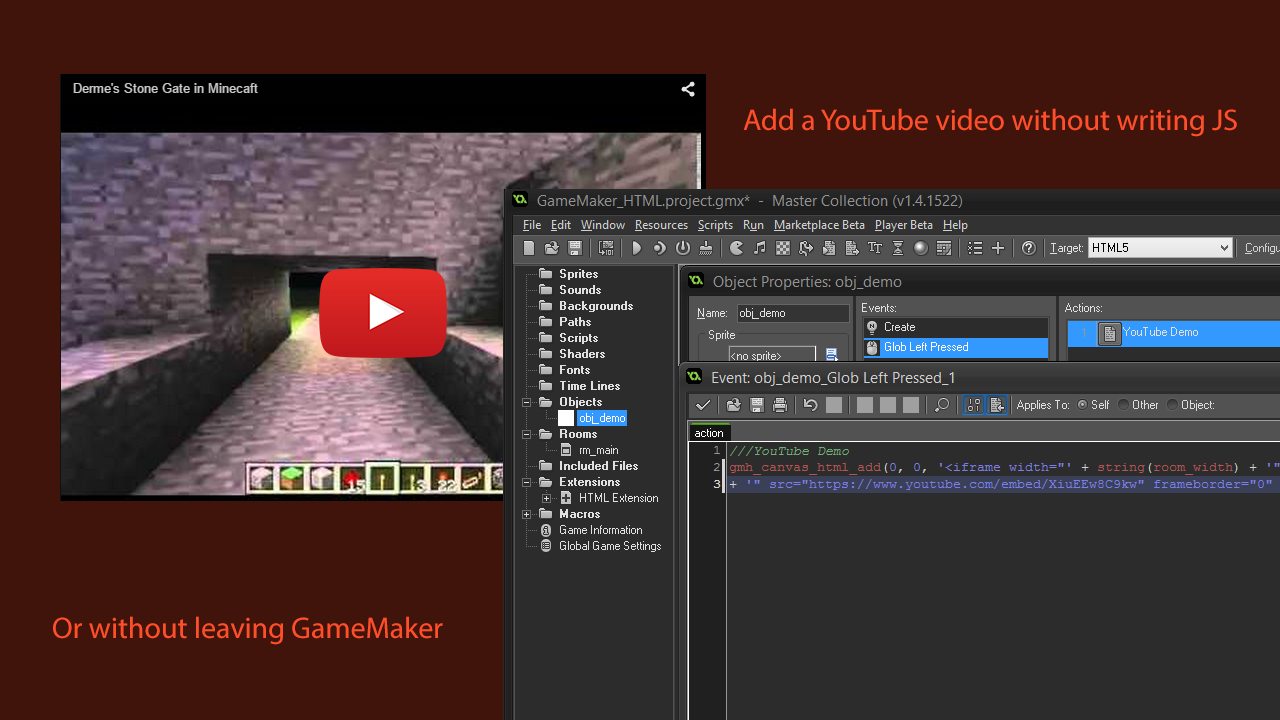 Derme's Stone Gate in Minecaft
Add a YouTube video without writing JS
GameMaker_HTML.project.gmx* - Master Collection (v1.4.1522)
File Edit Window Resources Scripts Run Marketplace Beta Player Beta Help
Target: HTML5 Configu
Sprites
Sounds
Backgrounds
Paths
Scripts
Shaders
Fonts
Time Lines
Objects
obj_demo
Rooms
rm_main
Included Files
Extensions
HTML Extension
Macros
Game Information
Global Game Settings
Object Properties: obj_demo
Name: obj_demo
Sprite
<no sprite>
Events:
Create
Glob Left Pressed
Actions:
1 YouTube Demo
Event: obj_demo_Glob Left Pressed_1
Applies To: Self Other Object:
action
1 ///YouTube Demo
2 gmh_canvas_html_add(0, 0, '<iframe width="' + string(room_width) + '"
3 + '" src="https://www.youtube.com/embed/XiuEEw8C9kw" frameborder="0"
Or without leaving GameMaker